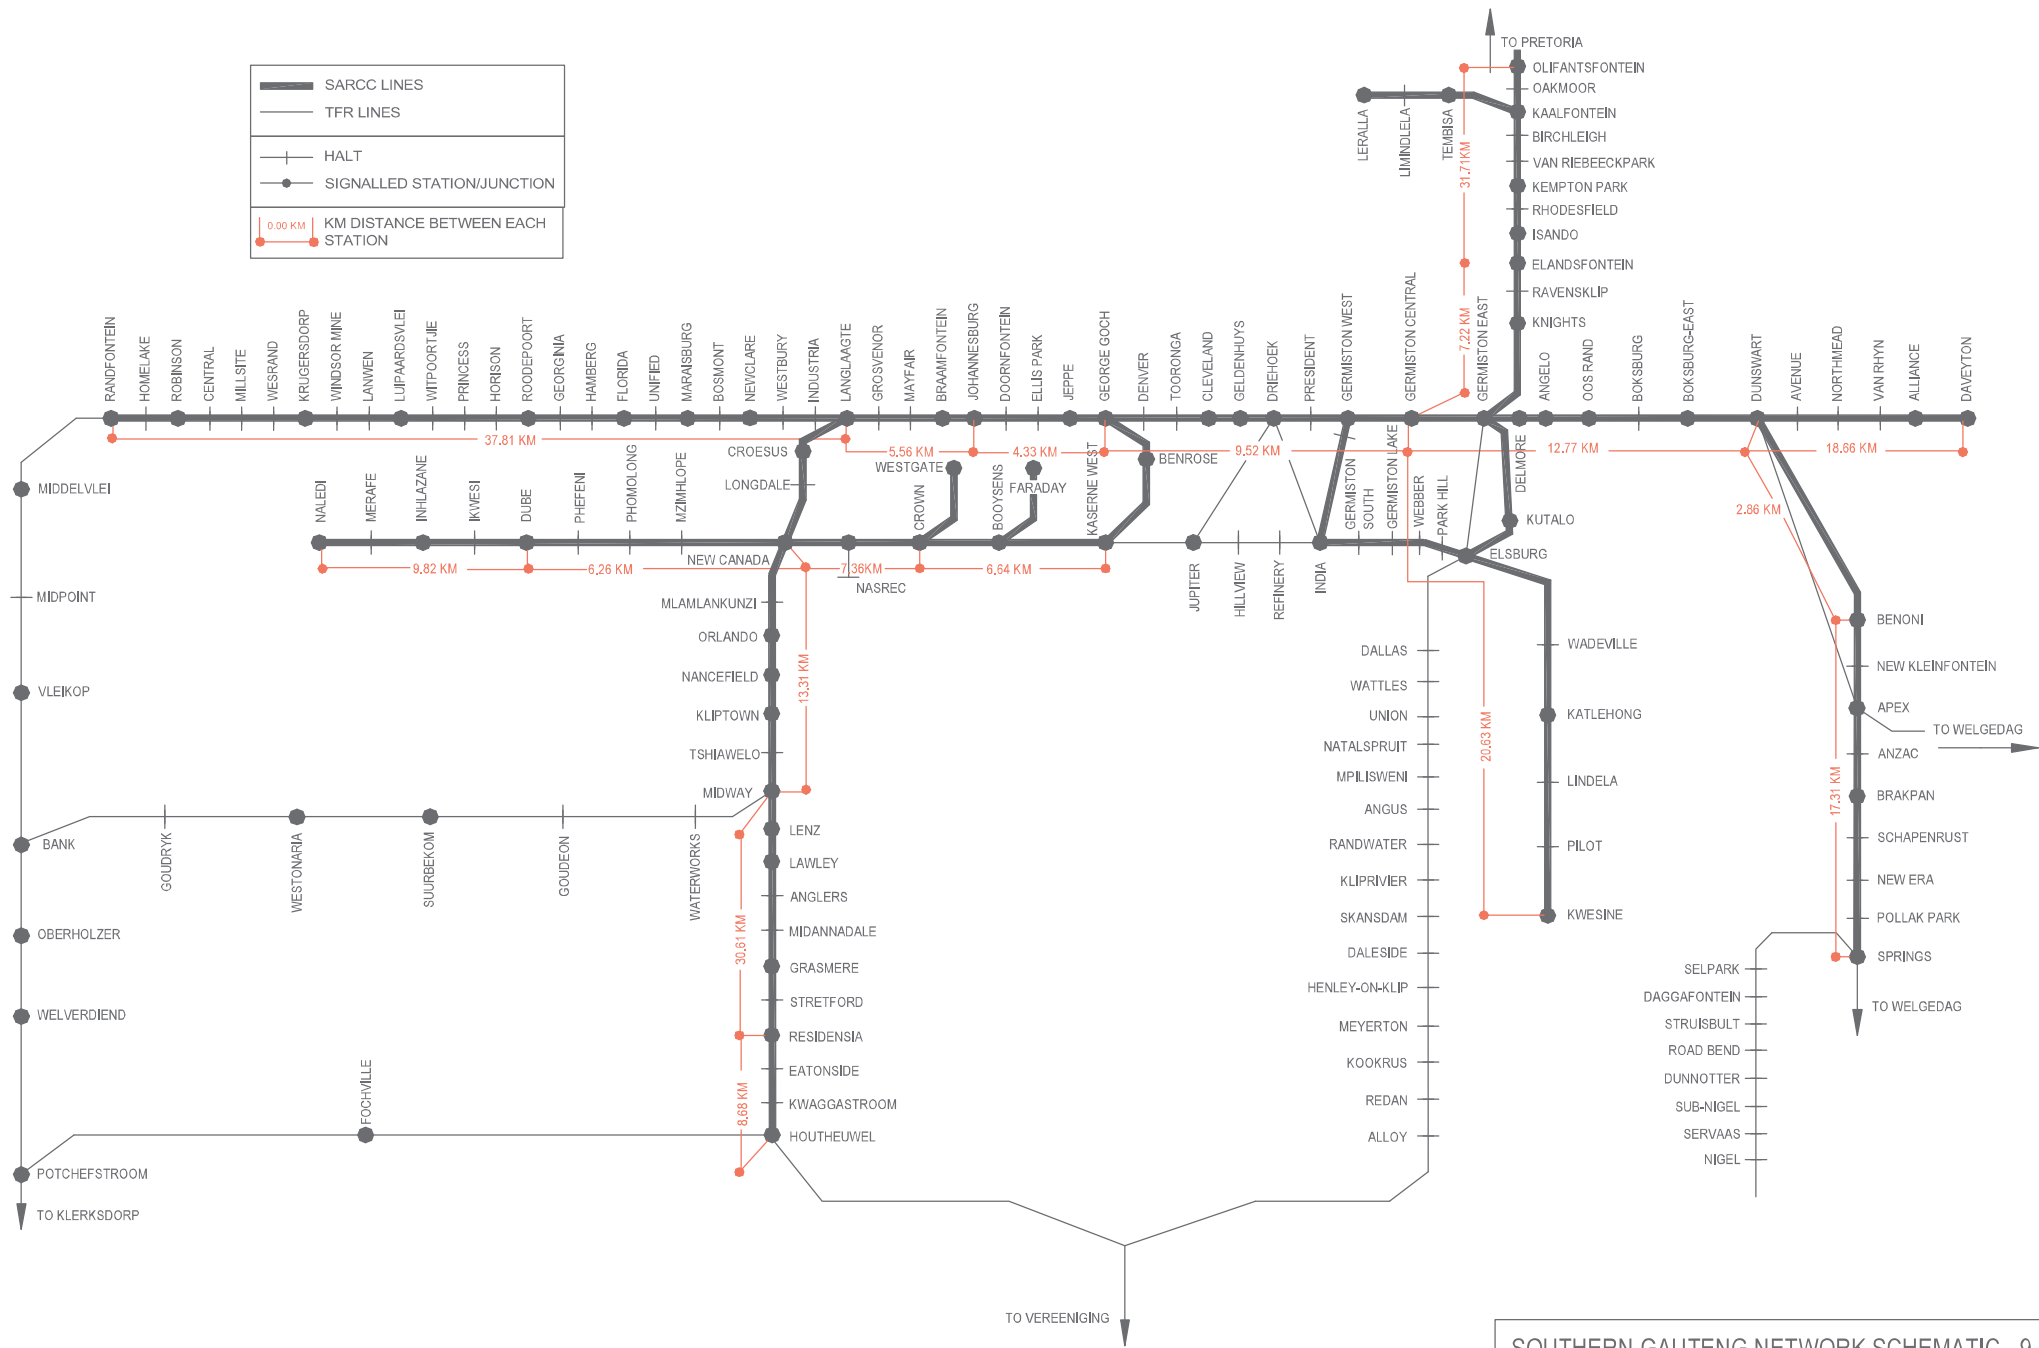 TO PRETORIA
SARCC LINES
TFR LINES
HALT
SIGNALLED STATION/JUNCTION
0.00 KM
KM DISTANCE BETWEEN EACH
STATION
OLIFANTSFONTEIN
OAKMOOR
KAALFONTEIN
BIRCHLEIGH
VAN RIEBEECKPARK
KEMPTON PARK
RHODESFIELD
ISANDO
ELANDSFONTEIN
RAVENSKLIP
KNIGHTS
LERALLA
LIMINDLELA
TEMBISA
31.71KM
7.22 KM
RANDFONTEIN
HOMELAKE
ROBINSON
CENTRAL
MILLSITE
WESRAND
KRUGERSDORP
WINDSOR MINE
LANWEN
LUIPAARDSVLEI
WITPOORTJIE
PRINCESS
HORISON
ROODEPOORT
GEORGINIA
HAMBERG
FLORIDA
UNIFIED
MARAISBURG
BOSMONT
NEWCLARE
WESTBURY
INDUSTRIA
LANGLAAGTE
GROSVENOR
MAYFAIR
BRAAMFONTEIN
JOHANNESBURG
DOORNFONTEIN
ELLIS PARK
JEPPE
GEORGE GOCH
DENVER
TOORONGA
CLEVELAND
GELDENHUYS
DRIEHOEK
PRESIDENT
GERMISTON WEST
GERMISTON CENTRAL
GERMISTON EAST
ANGELO
OOS RAND
BOKSBURG
BOKSBURG-EAST
DUNSWART
AVENUE
NORTHMEAD
VAN RHYN
ALLIANCE
DAVEYTON
37.81 KM
5.56 KM
4.33 KM
9.52 KM
12.77 KM
18.66 KM
CROESUS
LONGDALE
WESTGATE
FARADAY
BENROSE
DELMORE
KUTALO
ELSBURG
2.86 KM
MIDDELVLEI
NALEDI
MERAFE
INHLAZANE
IKWESI
DUBE
PHEFENI
PHOMOLONG
MZIMHLOPE
NEW CANADA
NASREC
CROWN
BOOYSENS
KASERNE WEST
JUPITER
HILLVIEW
REFINERY
INDIA
GERMISTON
SOUTH
GERMISTON LAKE
WEBBER
PARK HILL
9.82 KM
6.26 KM
7.36KM
6.64 KM
MIDPOINT
VLEIKOP
BANK
OBERHOLZER
WELVERDIEND
POTCHEFSTROOM
TO KLERKSDORP
GOUDRYK
WESTONARIA
SUURBEKOM
GOUDEON
WATERWORKS
FOCHVILLE
MLAMLANKUNZI
ORLANDO
NANCEFIELD
KLIPTOWN
TSHIAWELO
MIDWAY
13.31 KM
LENZ
LAWLEY
ANGLERS
MIDANNADALE
GRASMERE
STRETFORD
RESIDENSIA
EATONSIDE
KWAGGASTROOM
HOUTHEUWEL
30.61 KM
8.68 KM
DALLAS
WATTLES
UNION
NATALSPRUIT
MPILISWENI
ANGUS
RANDWATER
KLIPRIVIER
SKANSDAM
DALESIDE
HENLEY-ON-KLIP
MEYERTON
KOOKRUS
REDAN
ALLOY
20.63 KM
WADEVILLE
KATLEHONG
LINDELA
PILOT
KWESINE
BENONI
NEW KLEINFONTEIN
APEX
TO WELGEDAG
ANZAC
BRAKPAN
SCHAPENRUST
NEW ERA
POLLAK PARK
SPRINGS
17.31 KM
TO WELGEDAG
SELPARK
DAGGAFONTEIN
STRUISBULT
ROAD BEND
DUNNOTTER
SUB-NIGEL
SERVAAS
NIGEL
TO VEREENIGING
SOUTHERN GAUTENG NETWORK SCHEMATIC - 9